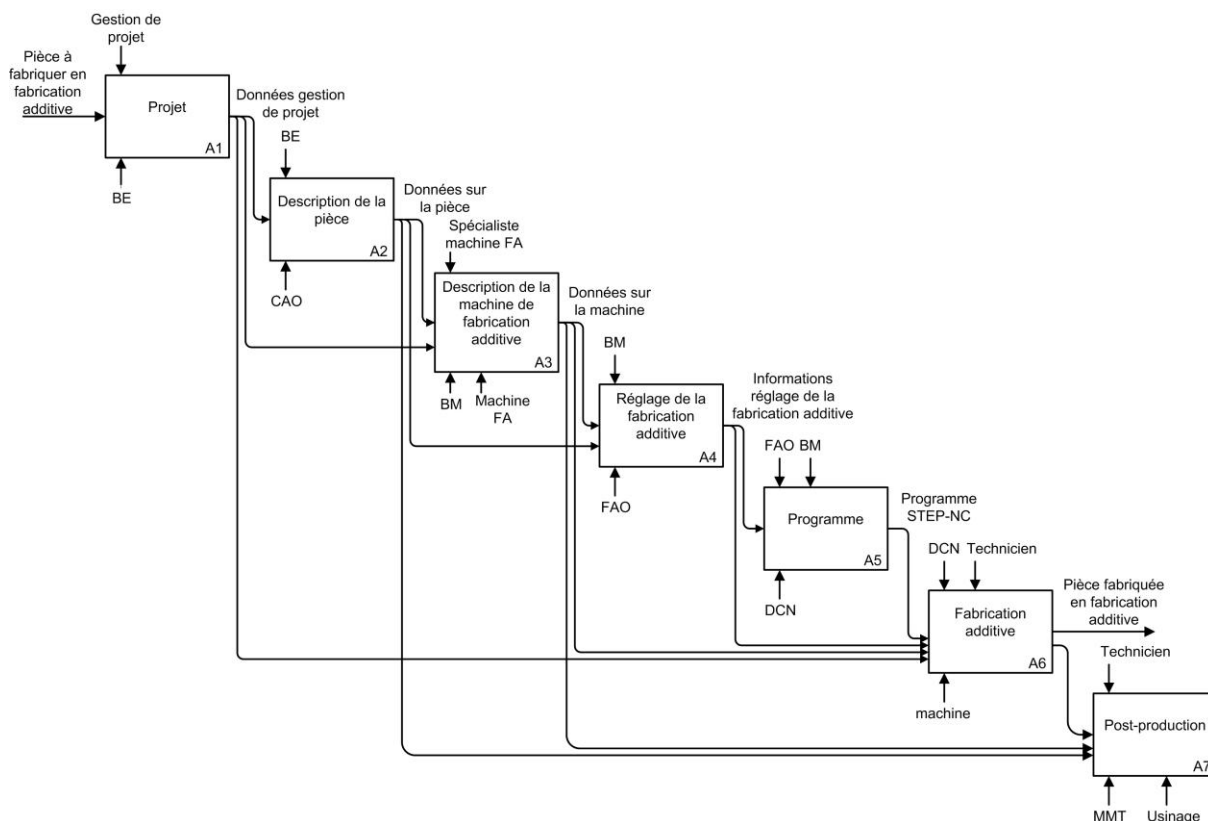 Gestion de
projet
Pièce à
fabriquer en
fabrication
additive
Projet
A1
BE
Données gestion
de projet
BE
Description de la
pièce
A2
CAO
Données sur
la pièce
Spécialiste
machine FA
Description de la
machine de
fabrication
additive
A3
BM
Machine
FA
Données sur
la machine
BM
Réglage de la
fabrication
additive
A4
FAO
Informations
réglage de la
fabrication additive
FAO BM
Programme
A5
DCN
Programme
STEP-NC
DCN Technicien
Fabrication
additive
A6
machine
Pièce fabriquée
en fabrication
additive
Technicien
Post-production
A7
MMT
Usinage